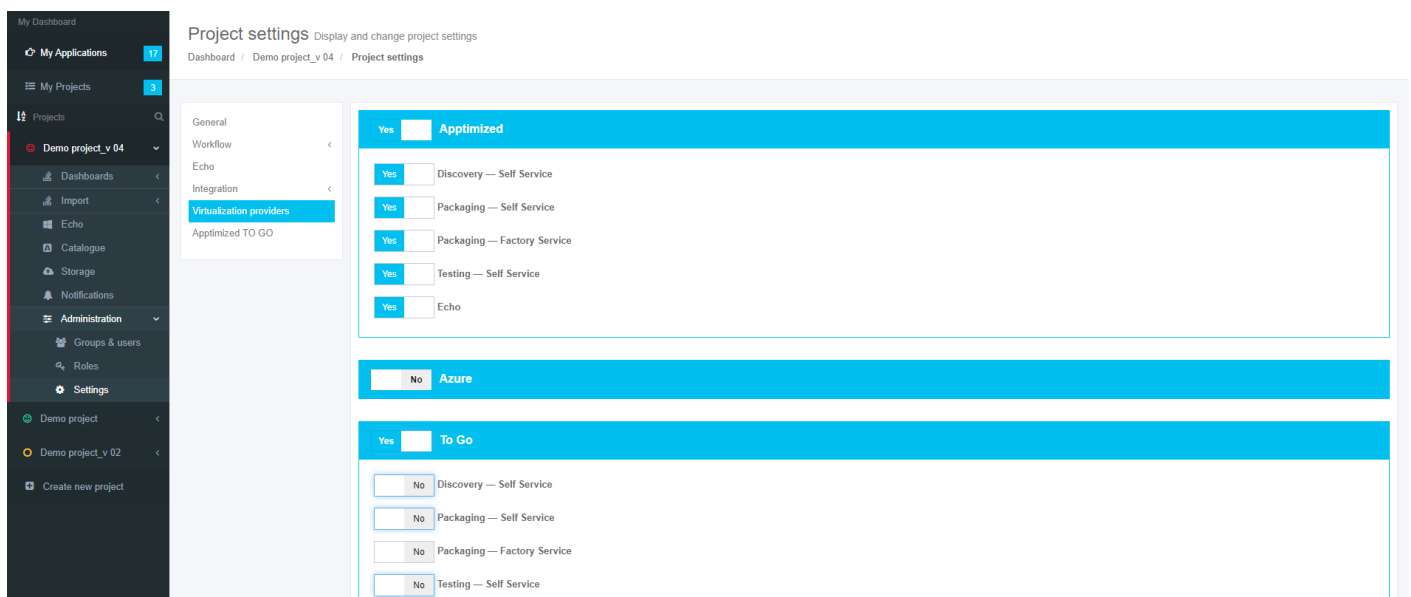 My Dashboard
My Applications 17
My Projects 3
Projects
Demo project_v 04
Dashboards
Import
Echo
Catalogue
Storage
Notifications
Administration
Groups & users
Roles
Settings
Demo project
Demo project_v 02
Create new project
Project settings Display and change project settings
Dashboard / Demo project_v 04 / Project settings
General
Workflow
Echo
Integration
Virtualization providers
Apptimized TO GO
Yes Apptimized
Yes Discovery — Self Service
Yes Packaging — Self Service
Yes Packaging — Factory Service
Yes Testing — Self Service
Yes Echo
No Azure
Yes To Go
No Discovery — Self Service
No Packaging — Self Service
No Packaging — Factory Service
No Testing — Self Service